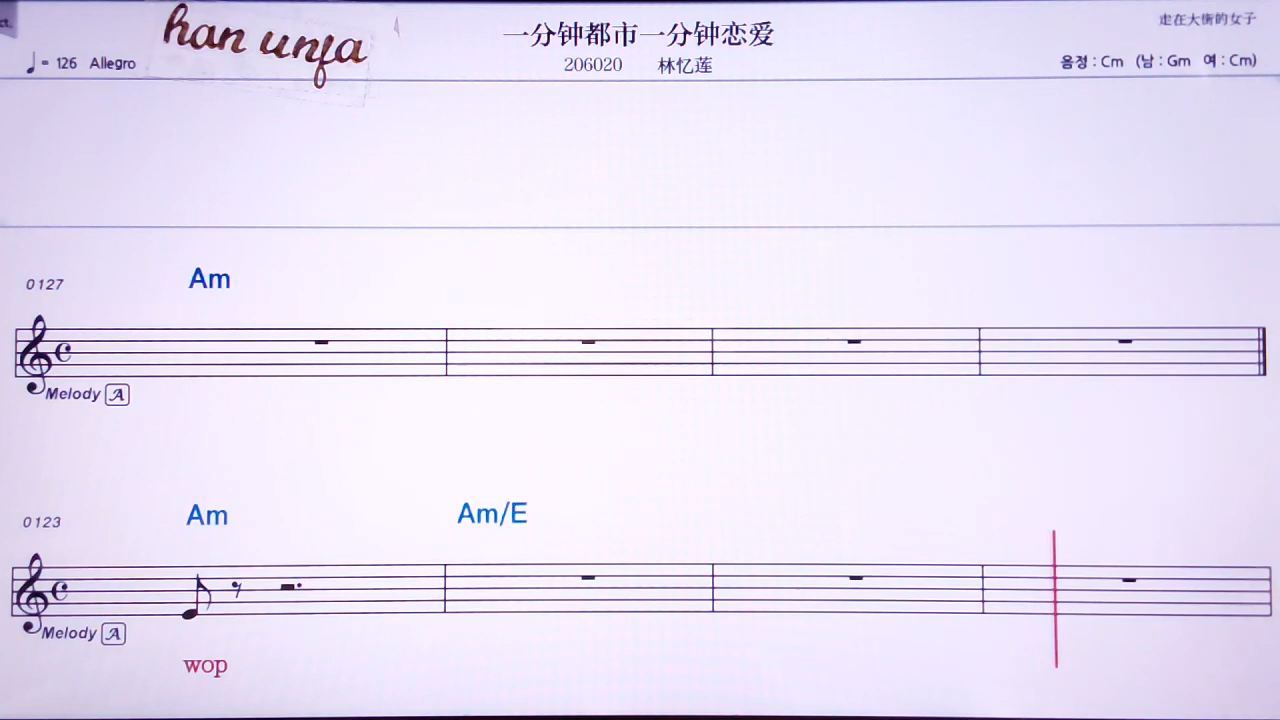 ct.
han unfa
一分钟都市一分钟恋爱
走在大街的女子
♩ = 126 Allegro
206020 林忆莲
음정 : Cm (남 : Gm 여 : Cm)
0127 Am
Melody A
0123 Am Am/E
Melody A
wop